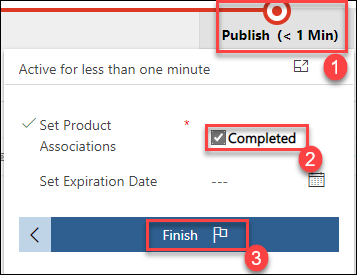 Publish (< 1 Min)
1
Active for less than one minute
Set Product * Completed
Associations
2
Set Expiration Date ---
Finish
3